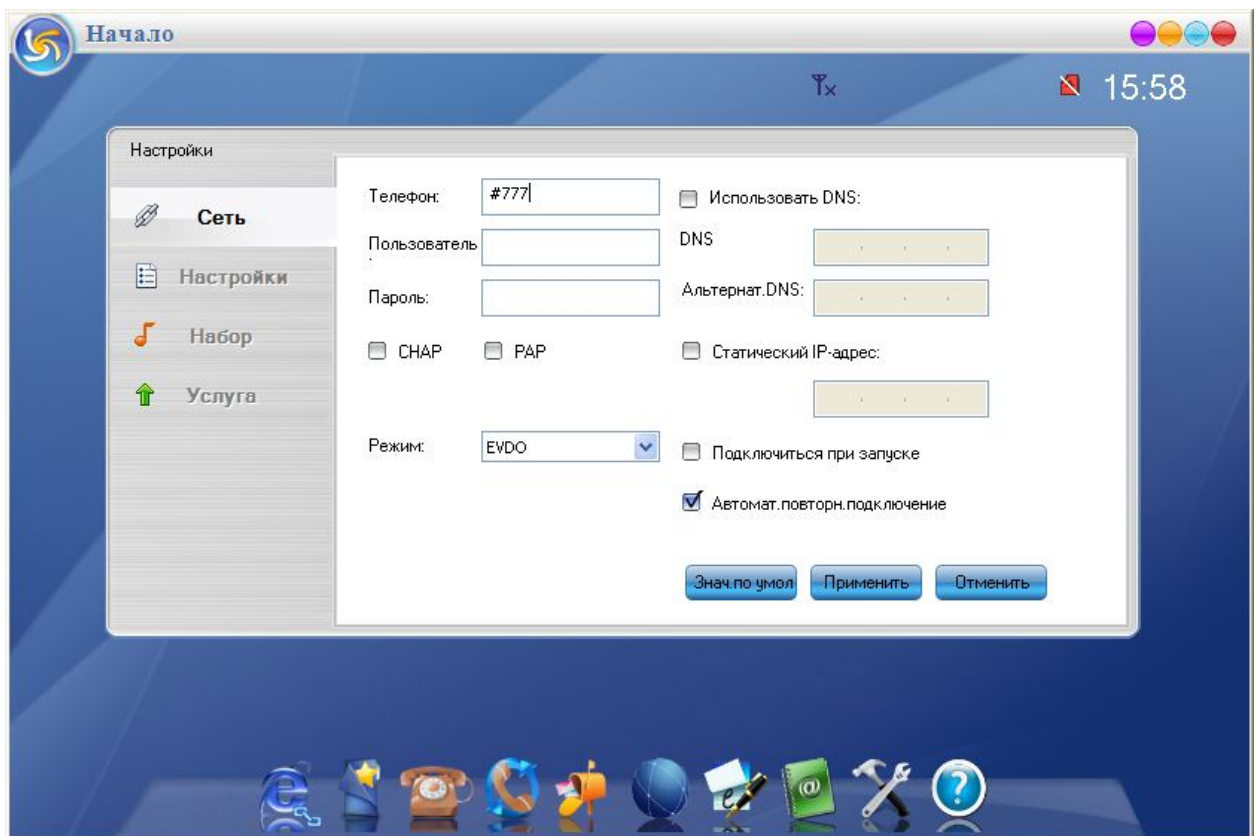 Начало
15:58
Настройки
Сеть
Настройки
Набор
Услуга
Телефон: #777
Пользователь
:
Пароль:
CHAP PAP
Режим: EVDO
Использовать DNS:
DNS
Альтернат.DNS:
Статический IP-адрес:
Подключиться при запуске
Автомат.повторн.подключение
Знач.по умол Применить Отменить